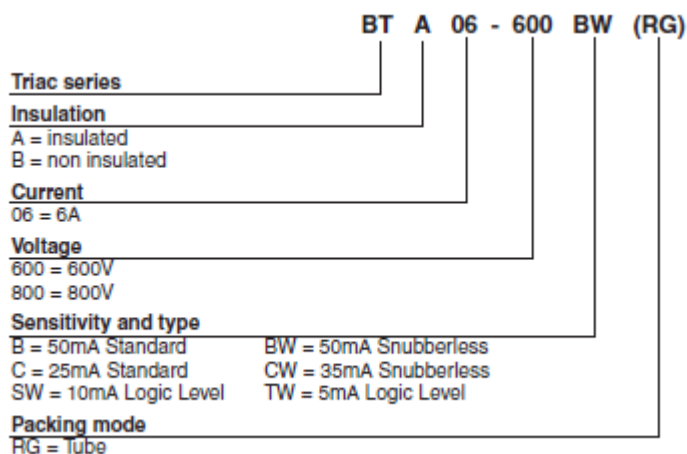 BT A 06 - 600 BW (RG)
Triac series
Insulation
A = insulated
B = non insulated
Current
06 = 6A
Voltage
600 = 600V
800 = 800V
Sensitivity and type
B = 50mA Standard BW = 50mA Snubberless
C = 25mA Standard CW = 35mA Snubberless
SW = 10mA Logic Level TW = 5mA Logic Level
Packing mode
RG = Tube